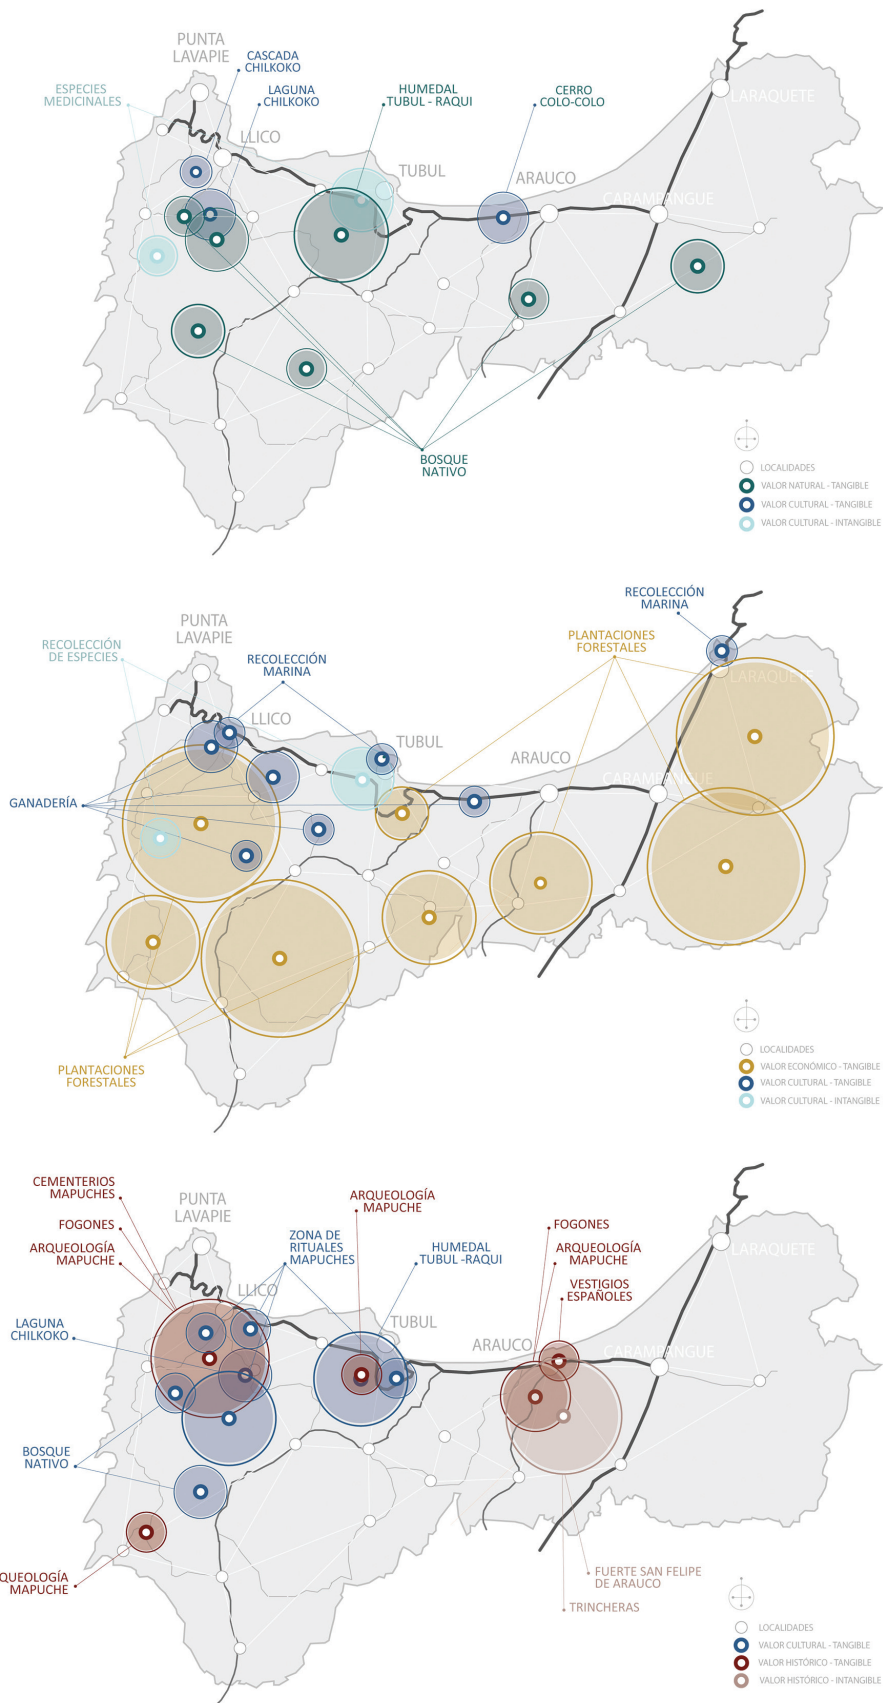 PUNTA
LAVAPIE
CASCADA
CHILKOKO
ESPECIES
MEDICINALES
LAGUNA
CHILKOKO
HUMEDAL
TUBUL - RAQUI
CERRO
COLO-COLO
LARAQUETE
LLICO
TUBUL
ARAUCO
CARAMPANGUE
BOSQUE
NATIVO
LOCALIDADES
VALOR NATURAL - TANGIBLE
VALOR CULTURAL - TANGIBLE
VALOR CULTURAL - INTANGIBLE
RECOLECCIÓN
MARINA
PUNTA
LAVAPIE
PLANTACIONES
FORESTALES
RECOLECCIÓN
DE ESPECIES
RECOLECCIÓN
MARINA
LARAQUETE
LLICO
TUBUL
ARAUCO
CARAMPANGUE
GANADERÍA
PLANTACIONES
FORESTALES
LOCALIDADES
VALOR ECONÓMICO - TANGIBLE
VALOR CULTURAL - TANGIBLE
VALOR CULTURAL - INTANGIBLE
CEMENTERIOS
MAPUCHES
PUNTA
LAVAPIE
ARQUEOLOGÍA
MAPUCHE
FOGONES
ARQUEOLOGÍA
MAPUCHE
ZONA DE
RITUALES
MAPUCHES
HUMEDAL
TUBUL -RAQUI
FOGONES
ARQUEOLOGÍA
MAPUCHE
VESTIGIOS
ESPAÑOLES
LARAQUETE
LLICO
LAGUNA
CHILKOKO
TUBUL
ARAUCO
CARAMPANGUE
BOSQUE
NATIVO
QUEOLOGÍA
MAPUCHE
FUERTE SAN FELIPE
DE ARAUCO
TRINCHERAS
LOCALIDADES
VALOR CULTURAL - TANGIBLE
VALOR HISTÓRICO - TANGIBLE
VALOR HISTÓRICO - INTANGIBLE